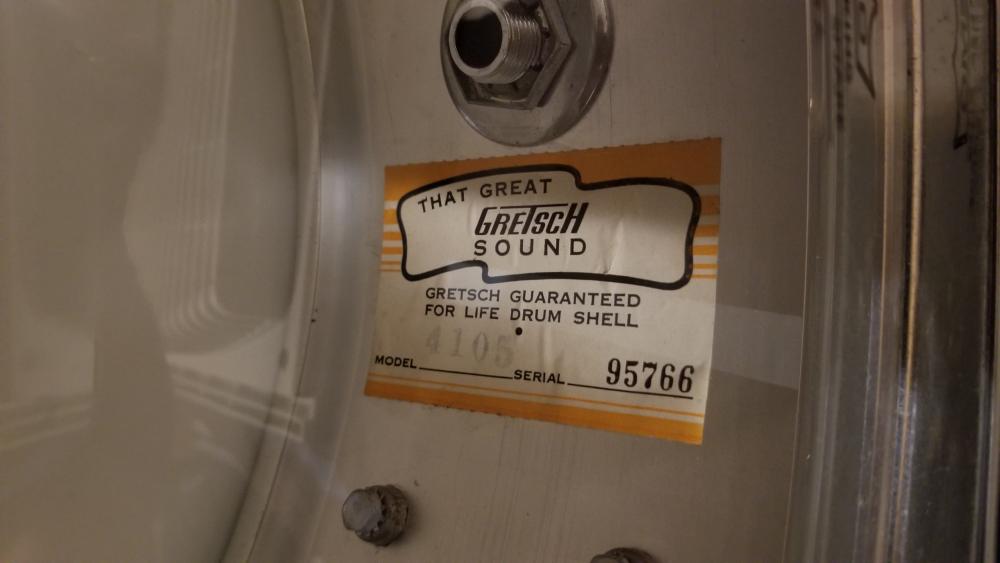 THAT GREAT
GRETSCH
SOUND
GRETSCH GUARANTEED
FOR LIFE DRUM SHELL
4105
MODEL SERIAL 95766